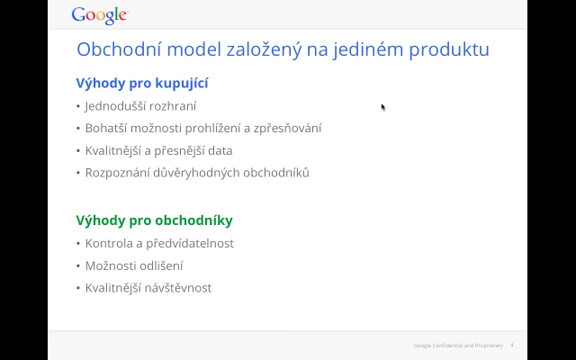 Google
Obchodní model založený na jediném produktu
Výhody pro kupující
• Jednodušší rozhraní
• Bohatší možnosti prohlížení a zpřesňování
• Kvalitnější a přesnější data
• Rozpoznání důvěryhodných obchodníků
Výhody pro obchodníky
• Kontrola a předvídatelnost
• Možnosti odlišení
• Kvalitnější návštěvnost
Google Confidential and Proprietary 4